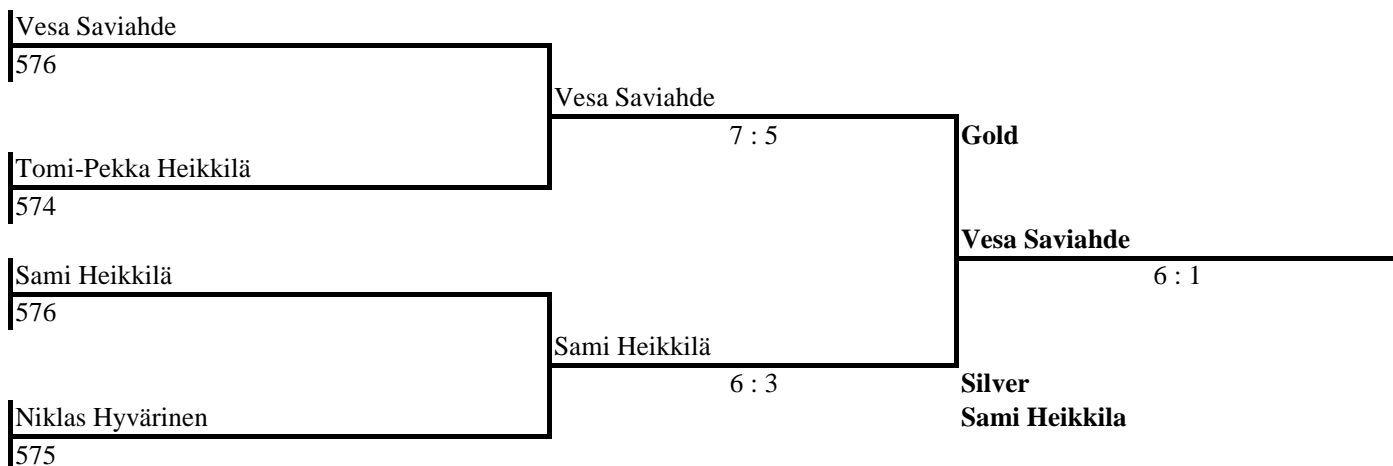 Vesa Saviahde
576
Vesa Saviahde
7 : 5
Gold
Tomi-Pekka Heikkilä
574
Vesa Saviahde
6 : 1
Sami Heikkilä
576
Sami Heikkilä
6 : 3
Silver
Niklas Hyvärinen
Sami Heikkila
575